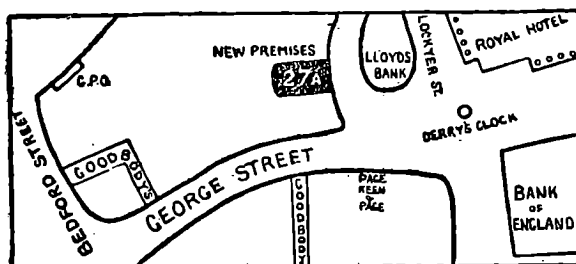 NEW PREMISES
27A
LLOYDS
BANK
LOCKYER ST.
ROYAL HOTEL
G.P.O.
DERRY'S CLOCK
BEDFORD STREET
GOODBODYS
GEORGE STREET
GOODBODY
PAGE
KEEN
&
PAGE
BANK
OF
ENGLAND